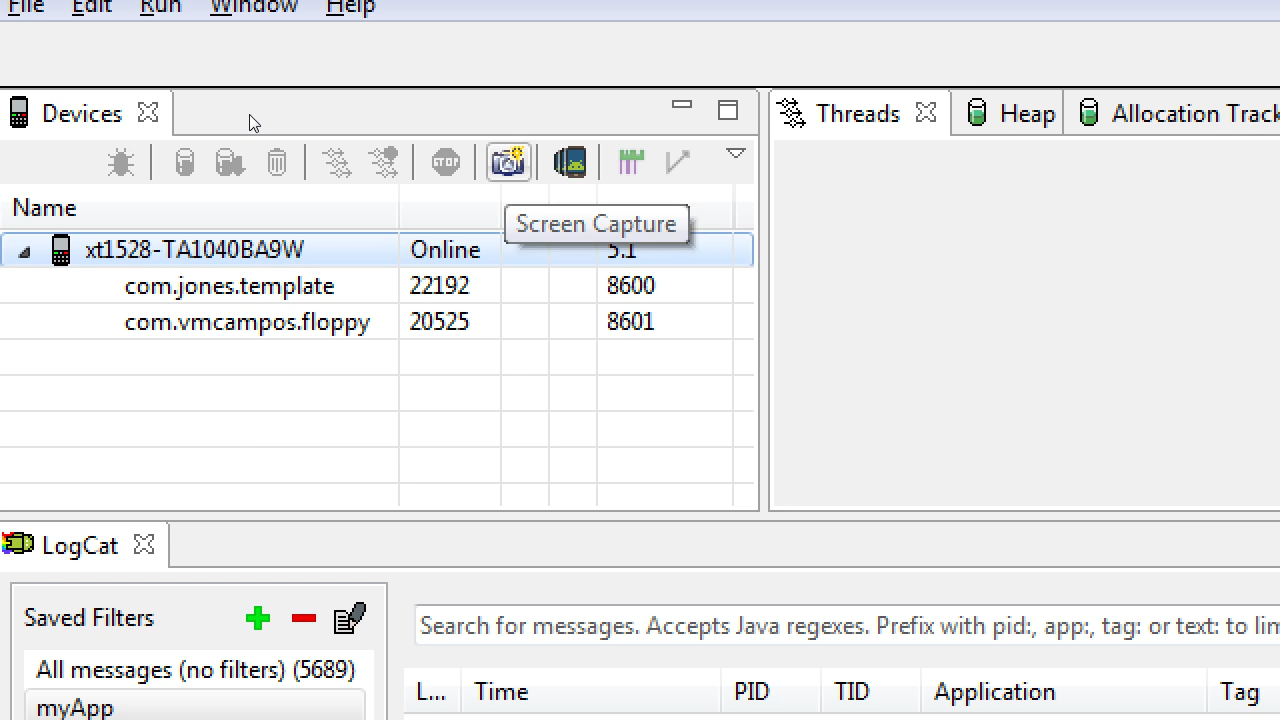 File Edit Run Window Help
Devices
Threads Heap Allocation Track
STOP
Name
Screen Capture
xt1528-TA1040BA9W Online 5.1
com.jones.template 22192 8600
com.vmcampos.floppy 20525 8601
LogCat
Saved Filters
Search for messages. Accepts Java regexes. Prefix with pid:, app:, tag: or text: to lim
All messages (no filters) (5689)
L... Time PID TID Application Tag
myApp